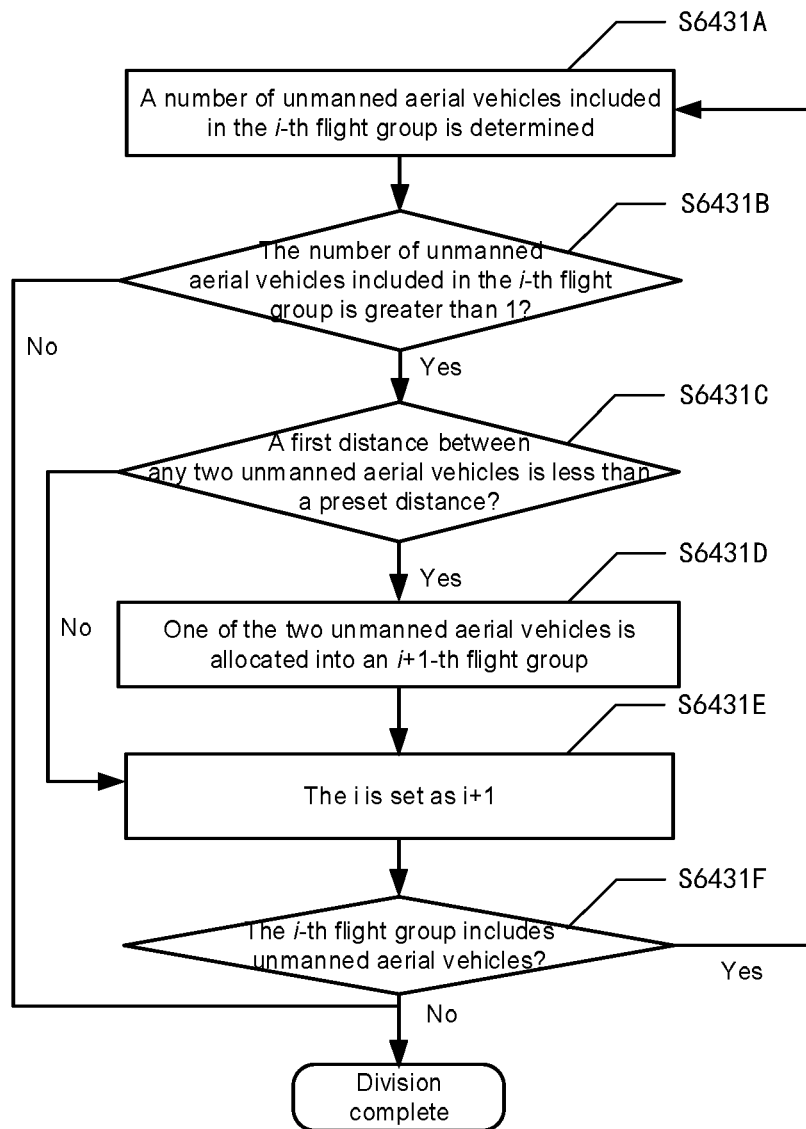 S6431A
A number of unmanned aerial vehicles included
in the i-th flight group is determined
S6431B
The number of unmanned
aerial vehicles included in the i-th flight
group is greater than 1?
No
Yes
S6431C
A first distance between
any two unmanned aerial vehicles is less than
a preset distance?
S6431D
Yes
No
One of the two unmanned aerial vehicles is
allocated into an i+1-th flight group
S6431E
The i is set as i+1
S6431F
The i-th flight group includes
unmanned aerial vehicles?
Yes
No
Division
complete